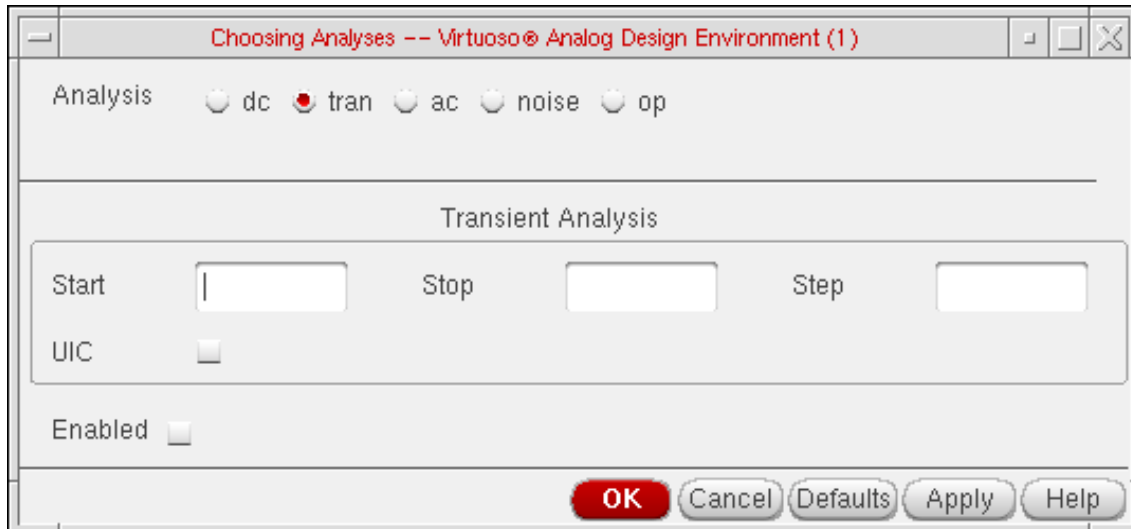 Choosing Analyses -- Virtuoso® Analog Design Environment (1)
Analysis dc tran ac noise op
Transient Analysis
Start Stop Step
UIC
Enabled
OK Cancel Defaults Apply Help